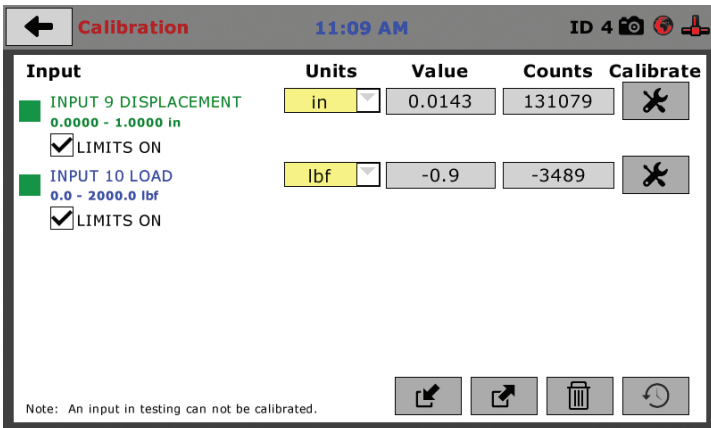 Calibration 11:09 AM ID 4
Input Units Value Counts Calibrate
INPUT 9 DISPLACEMENT in 0.0143 131079
0.0000 - 1.0000 in
LIMITS ON
INPUT 10 LOAD lbf -0.9 -3489
0.0 - 2000.0 lbf
LIMITS ON
Note: An input in testing can not be calibrated.